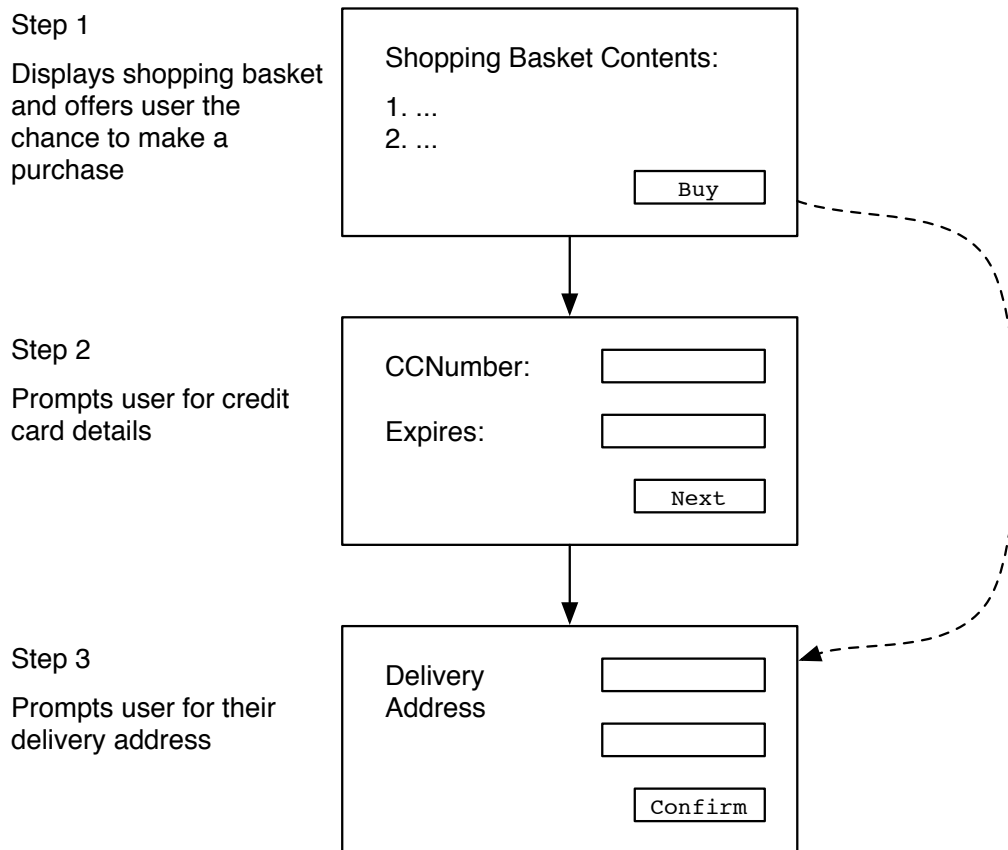 Step 1
Displays shopping basket
and offers user the
chance to make a
purchase
Shopping Basket Contents:
1. ...
2. ...
Buy
Step 2
Prompts user for credit
card details
CCNumber:
Expires:
Next
Step 3
Prompts user for their
delivery address
Delivery
Address
Confirm